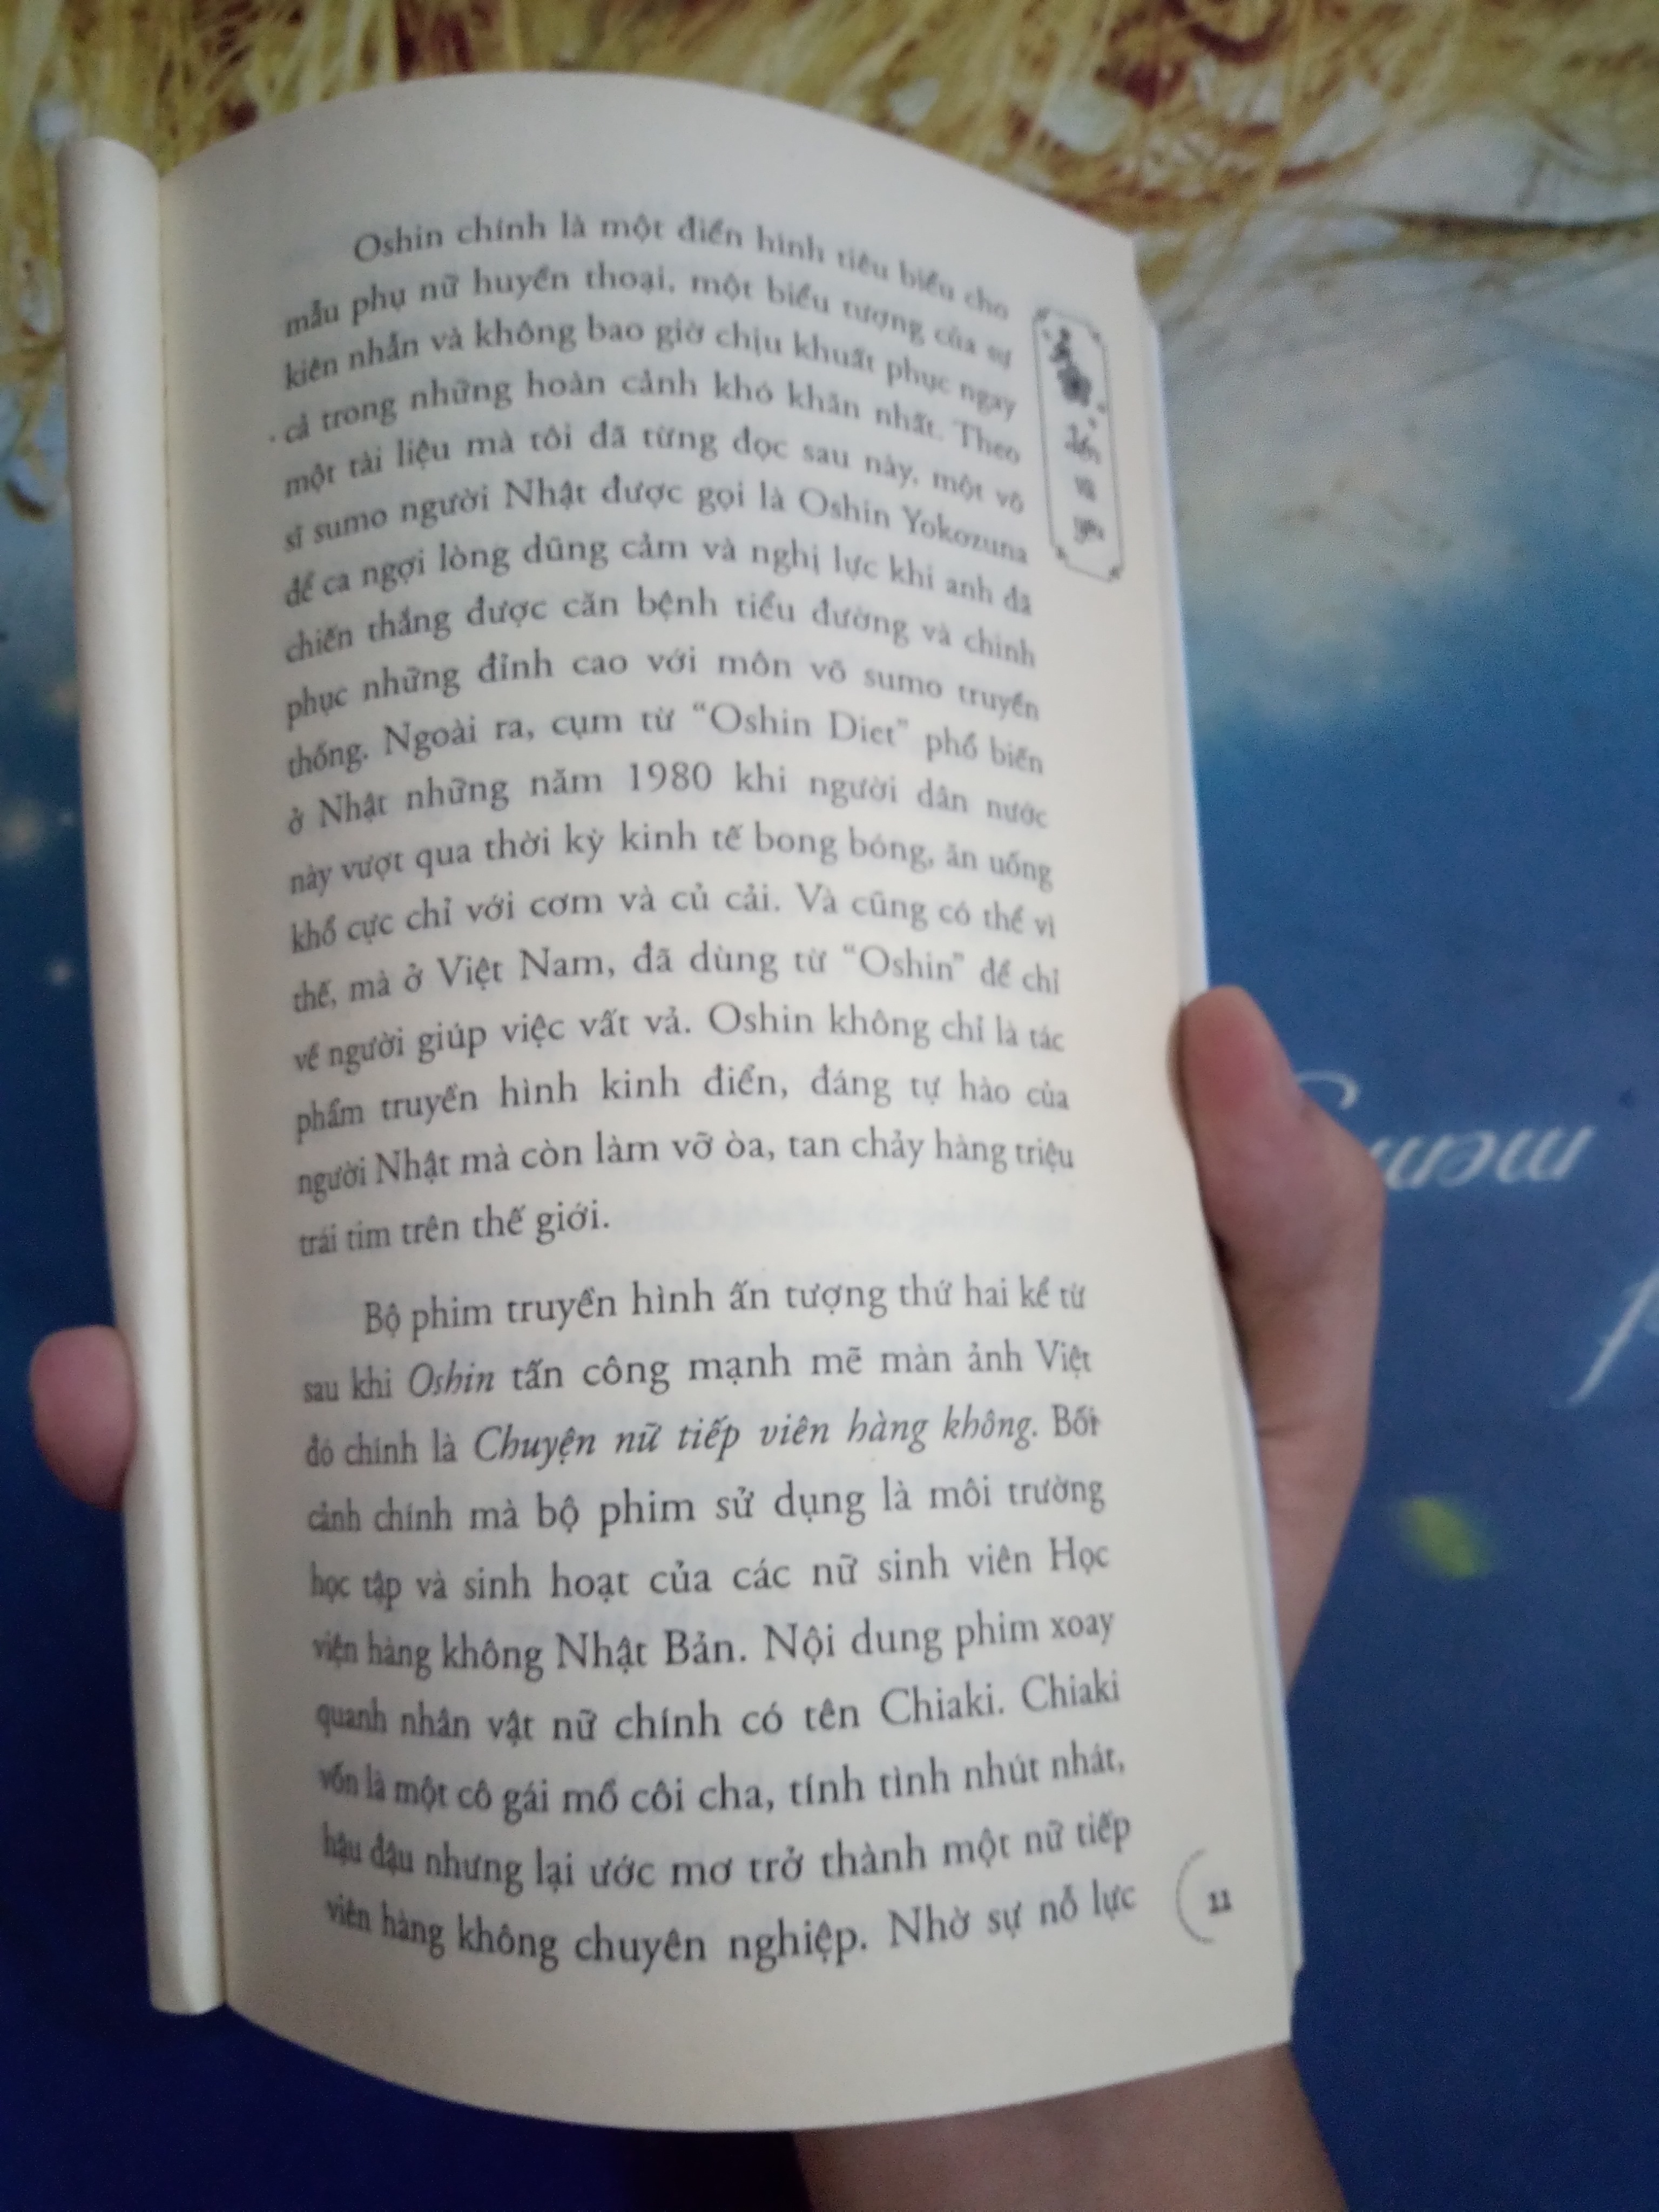 Oshin chính là một điển hình tiêu biểu cho
mẫu phụ nữ huyền thoại, một biểu tượng của sự
kiên nhẫn và không bao giờ chịu khuất phục ngay
cả trong những hoàn cảnh khó khăn nhất. Theo
một tài liệu mà tôi đã từng đọc sau này, một võ
sĩ sumo người Nhật được gọi là Oshin Yokozuna
để ca ngợi lòng dũng cảm và nghị lực khi anh đã
chiến thắng được căn bệnh tiểu đường và chinh
phục những đỉnh cao với môn võ sumo truyền
thống. Ngoài ra, cụm từ “Oshin Diet” phổ biến
ở Nhật những năm 1980 khi người dân nước
này vượt qua thời kỳ kinh tế bong bóng, ăn uống
khổ cực chỉ với cơm và củ cải. Và cũng có thể vì
thế, mà ở Việt Nam, đã dùng từ “Oshin” để chỉ
về người giúp việc vất vả. Oshin không chỉ là tác
phẩm truyền hình kinh điển, đáng tự hào của
người Nhật mà còn làm vỡ òa, tan chảy hàng triệu
trái tim trên thế giới.
Bộ phim truyền hình ấn tượng thứ hai kể từ
sau khi Oshin tấn công mạnh mẽ màn ảnh Việt
đó chính là Chuyện nữ tiếp viên hàng không. Bối
cảnh chính mà bộ phim sử dụng là môi trường
học tập và sinh hoạt của các nữ sinh viên Học
viện hàng không Nhật Bản. Nội dung phim xoay
quanh nhân vật nữ chính có tên Chiaki. Chiaki
vốn là một cô gái mồ côi cha, tính tình nhút nhát,
hậu đậu nhưng lại ước mơ trở thành một nữ tiếp
viên hàng không chuyên nghiệp. Nhờ sự nỗ lực